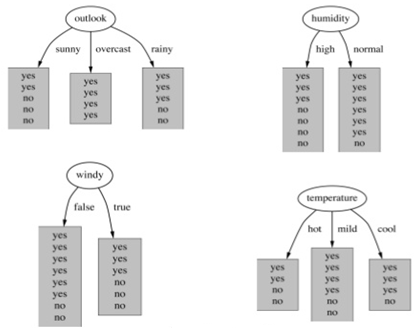 outlook
sunny
overcast
rainy
yes
yes
no
no
no
yes
yes
yes
yes
yes
yes
yes
no
no
humidity
high
normal
yes
yes
yes
no
no
no
no
yes
yes
yes
yes
yes
yes
no
windy
false
true
yes
yes
yes
yes
yes
yes
no
no
yes
yes
yes
no
no
no
temperature
hot
mild
cool
yes
yes
no
no
yes
yes
yes
yes
no
no
yes
yes
yes
no